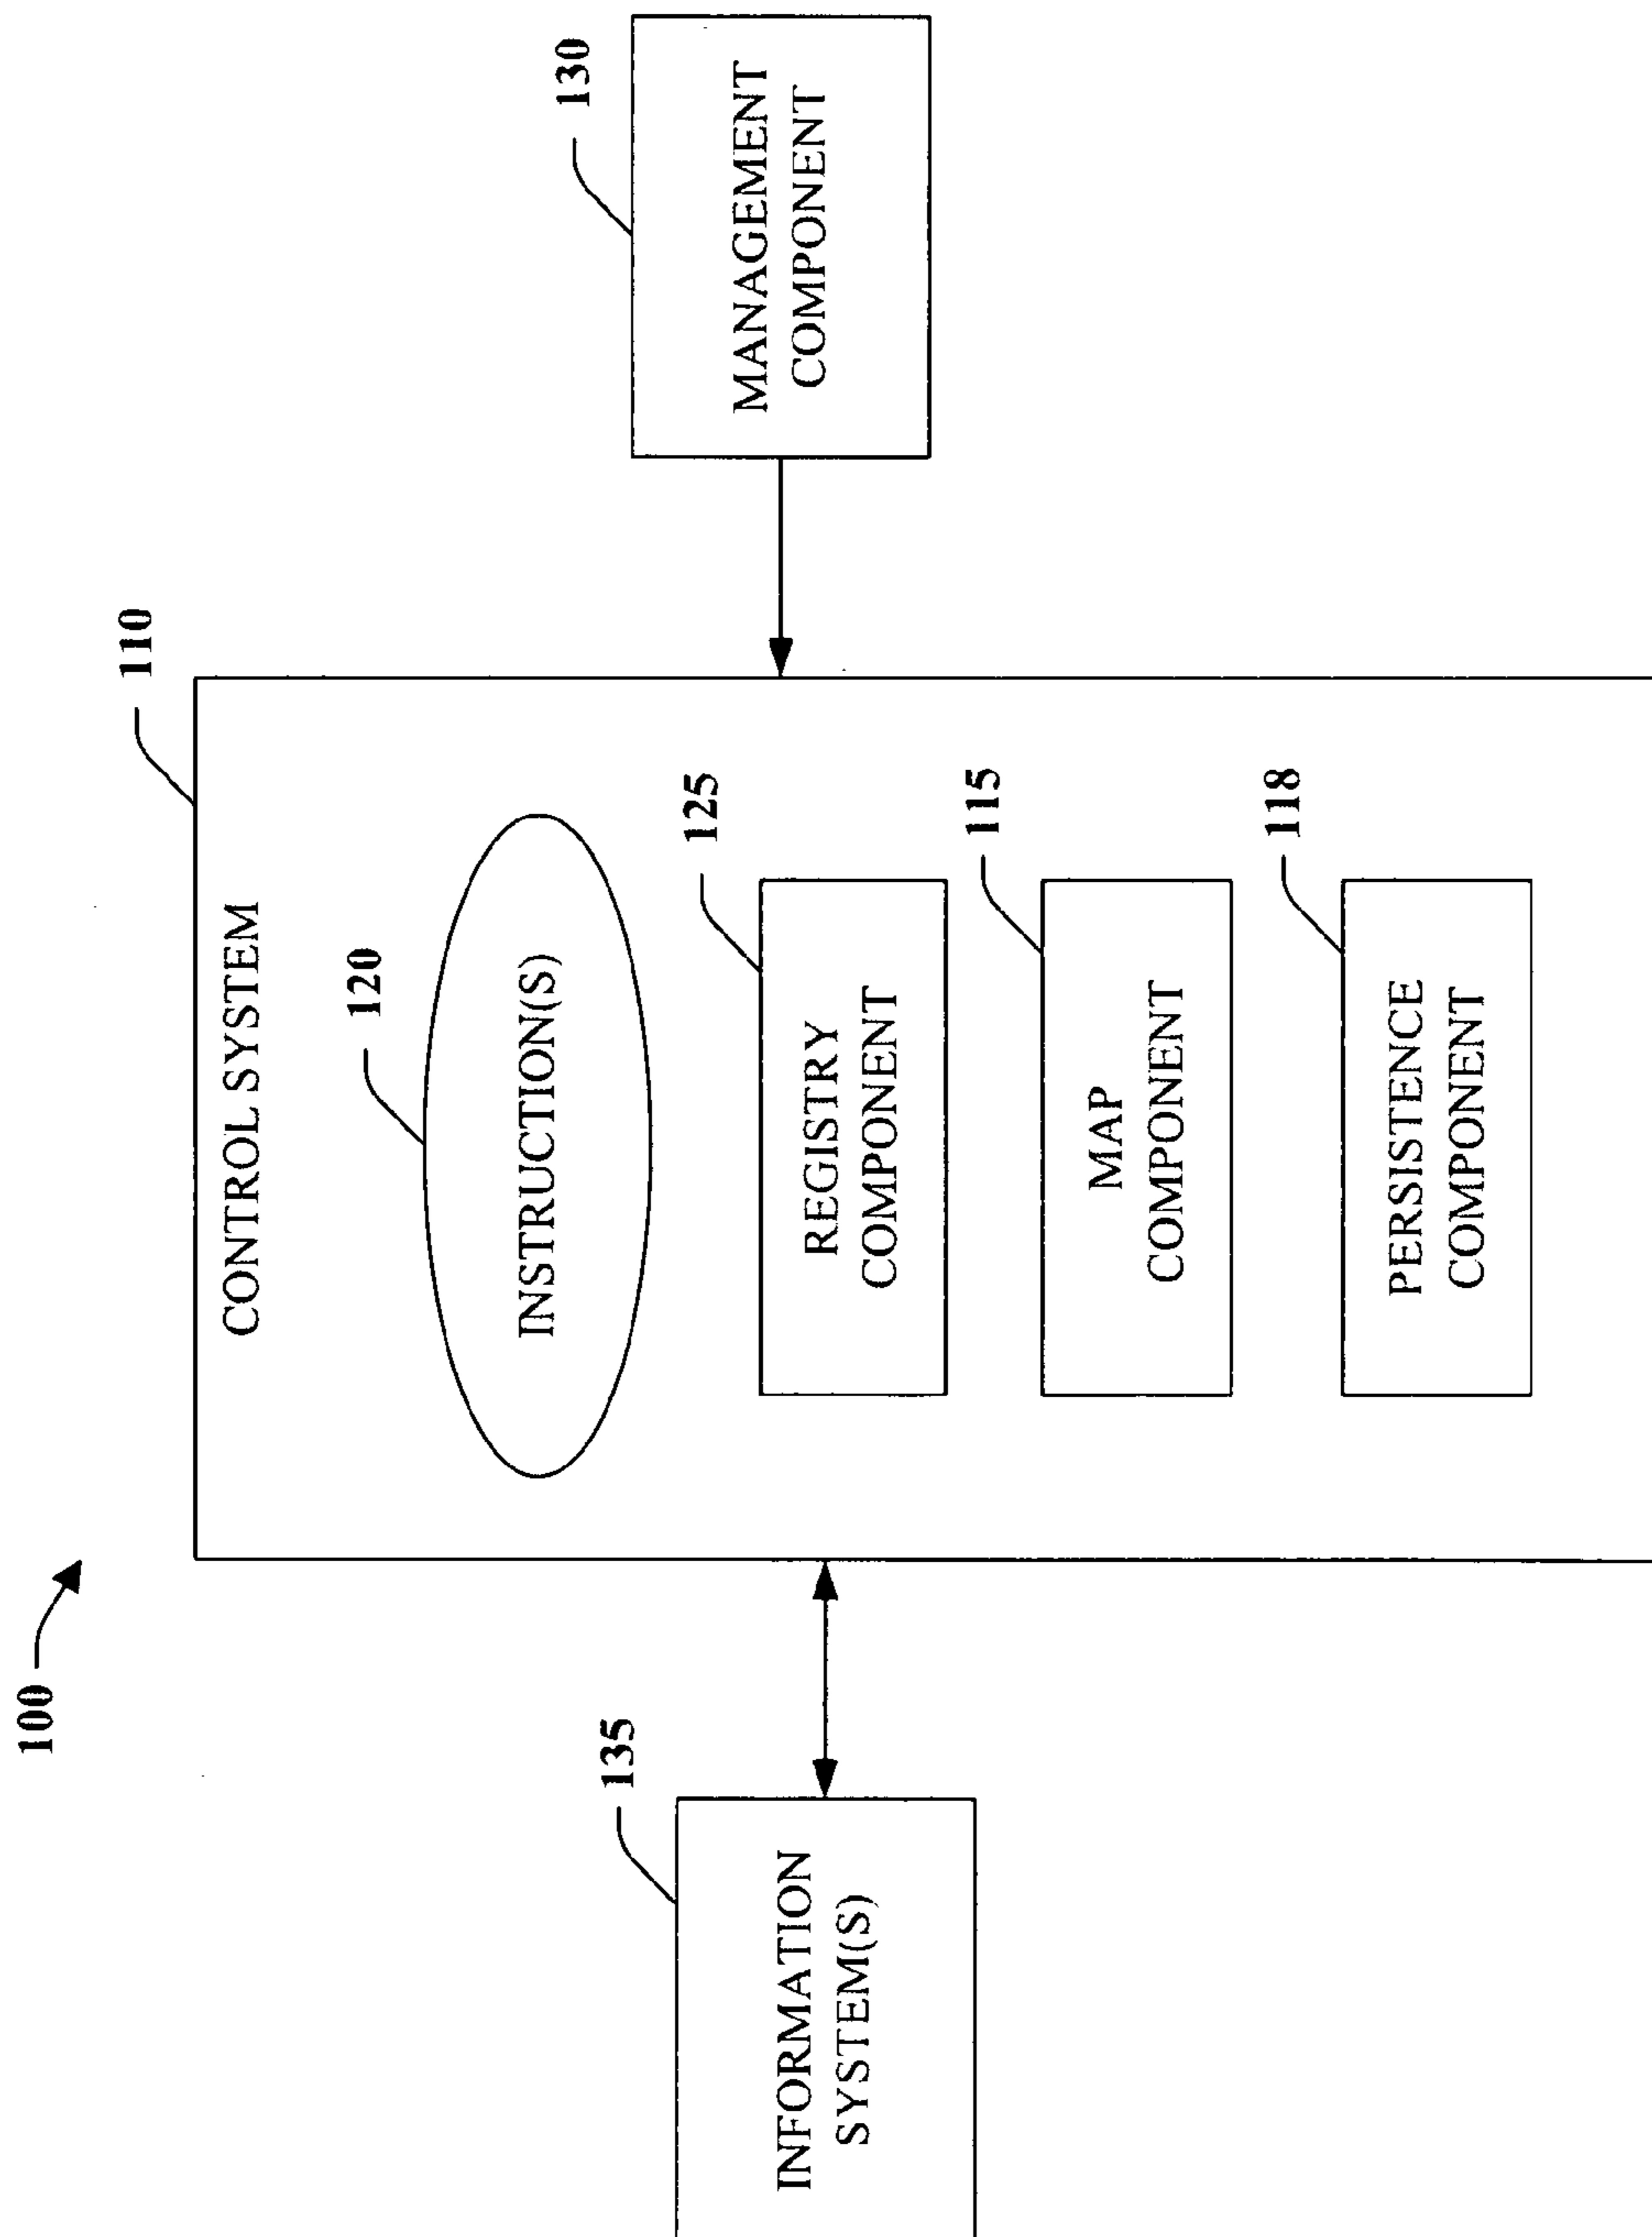 100
110
CONTROL SYSTEM
120
INSTRUCTION(S)
125
REGISTRY
COMPONENT
115
MAP
COMPONENT
118
PERSISTENCE
COMPONENT
135
INFORMATION
SYSTEM(S)
130
MANAGEMENT
COMPONENT